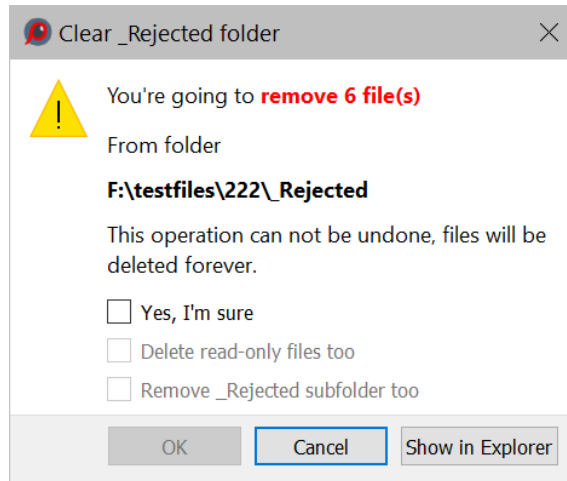 Clear _Rejected folder
You're going to remove 6 file(s)
From folder
F:\testfiles\222\_Rejected
This operation can not be undone, files will be
deleted forever.
Yes, I'm sure
Delete read-only files too
Remove _Rejected subfolder too
OK Cancel Show in Explorer